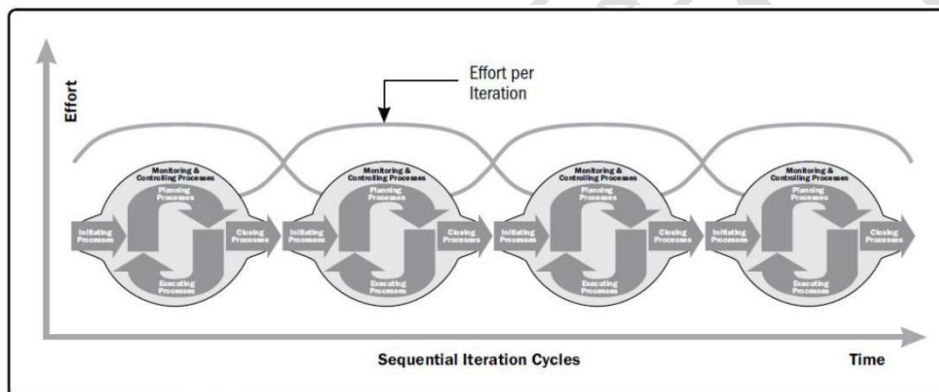 Effort
Effort per
Iteration
Monitoring &
Controlling Processes
Planning
Processes
Initiating
Processes
Closing
Processes
Executing
Processes
Monitoring &
Controlling Processes
Planning
Processes
Initiating
Processes
Closing
Processes
Executing
Processes
Monitoring &
Controlling Processes
Planning
Processes
Initiating
Processes
Closing
Processes
Executing
Processes
Monitoring &
Controlling Processes
Planning
Processes
Initiating
Processes
Closing
Processes
Executing
Processes
Sequential Iteration Cycles
Time